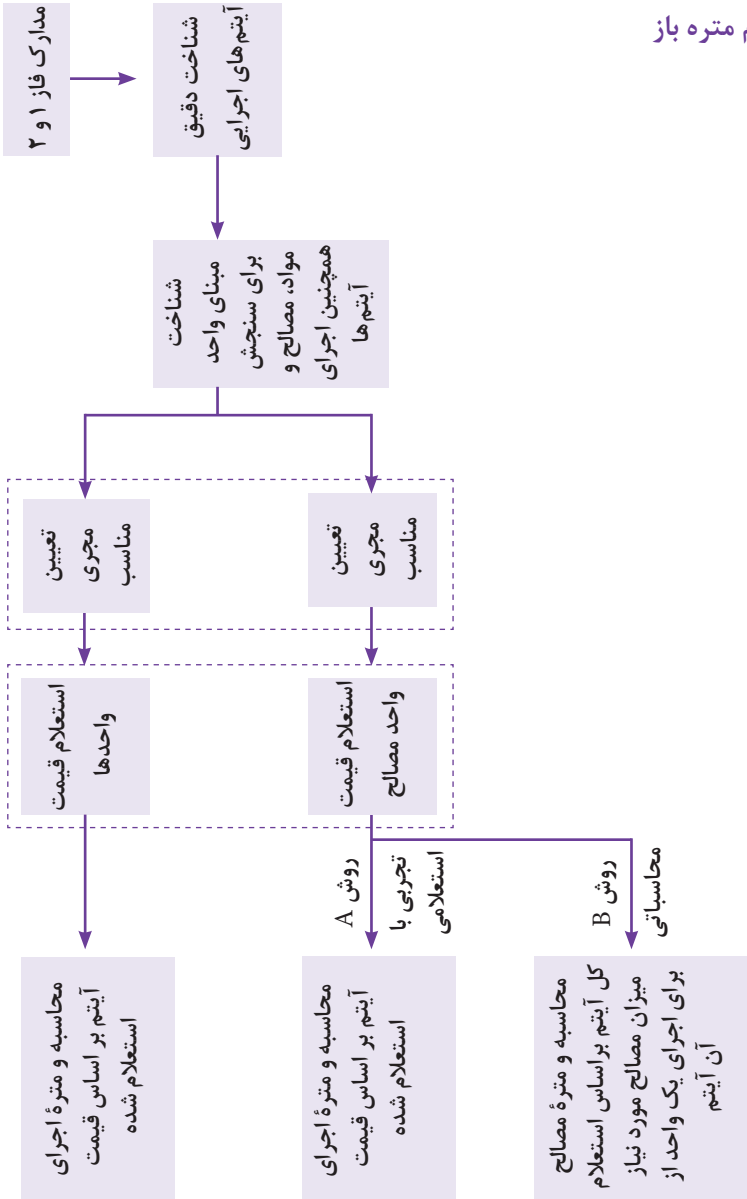 متره باز
مدارک فاز ۱ و ۲
شناخت دقیق
آیتم‌های اجرایی
شناخت
مبنای واحد
برای سنجش
مواد، مصالح و
همچنین اجرای
آیتم‌ها
تعیین
مجری
مناسب
تعیین
مجری
مناسب
استعلام قیمت
واحدها
استعلام قیمت
واحد مصالح
روش A
تجربی با
استعلامی
روش B
محاسباتی
محاسبه و مترهٔ اجرای
آیتم بر اساس قیمت
استعلام شده
محاسبه و مترهٔ اجرای
آیتم بر اساس قیمت
استعلام شده
محاسبه و مترهٔ مصالح
کل آیتم براساس استعلام
میزان مصالح مورد نیاز
برای اجرای یک واحد از
آن آیتم